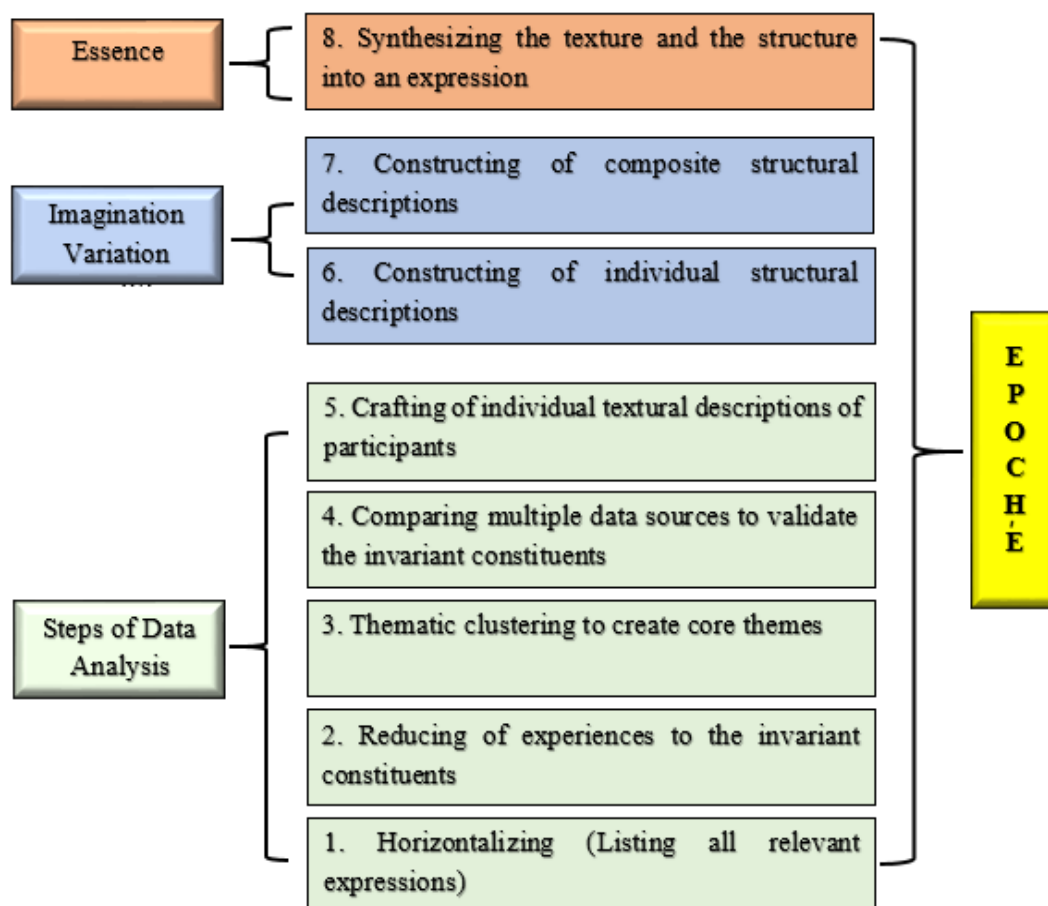 Essence
8. Synthesizing the texture and the structure
into an expression
Imagination
Variation
....
7. Constructing of composite structural
descriptions
6. Constructing of individual structural
descriptions
Steps of Data
Analysis
5. Crafting of individual textural descriptions of
participants
4. Comparing multiple data sources to validate
the invariant constituents
3. Thematic clustering to create core themes
2. Reducing of experiences to the invariant
constituents
1. Horizontalizing (Listing all relevant
expressions)
E
P
O
C
H
É